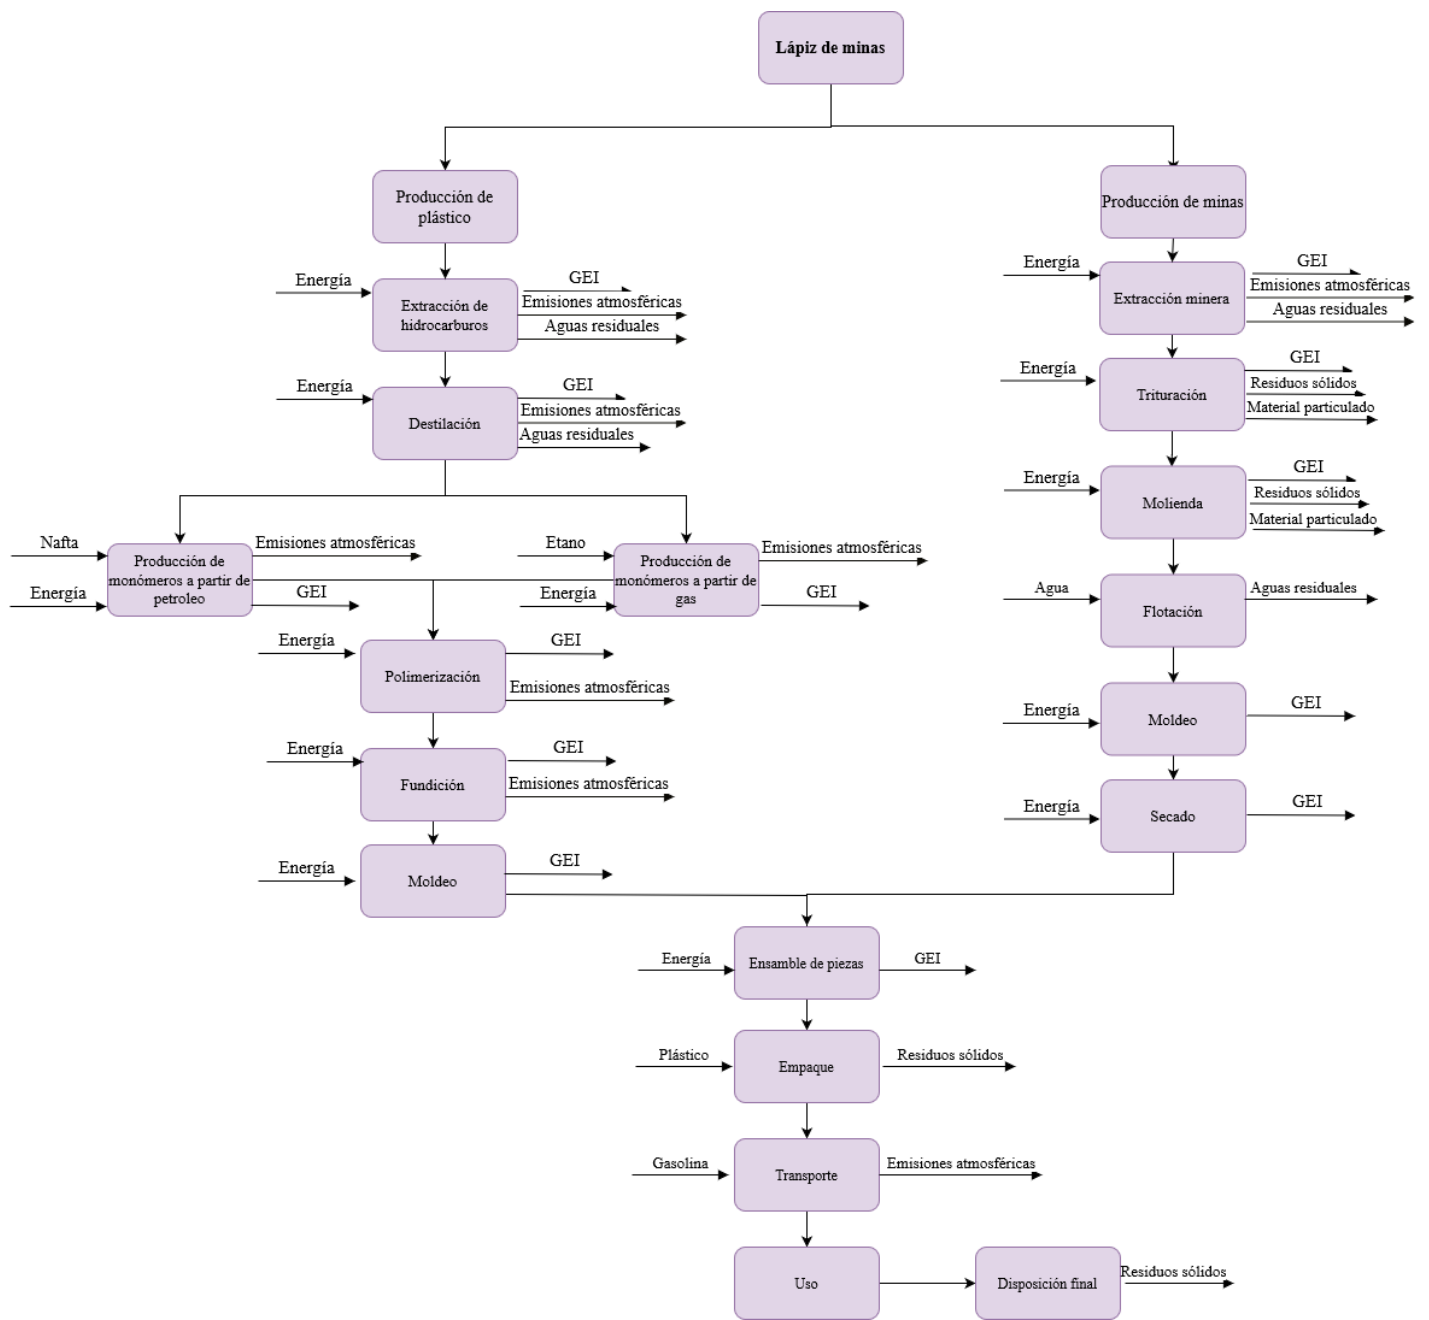 Lápiz de minas
Producción de
plástico
Energía
GEI
Extracción de
hidrocarburos
Emisiones atmosféricas
Aguas residuales
Energía
GEI
Destilación
Emisiones atmosféricas
Aguas residuales
Nafta
Energía
Producción de
monómeros a partir de
petroleo
Emisiones atmosféricas
GEI
Etano
Energía
Producción de
monómeros a partir de
gas
Emisiones atmosféricas
GEI
Energía
Polimerización
GEI
Emisiones atmosféricas
Energía
Fundición
GEI
Emisiones atmosféricas
Energía
Moldeo
GEI
Producción de minas
Energía
Extracción minera
GEI
Emisiones atmosféricas
Aguas residuales
Energía
Trituración
GEI
Residuos sólidos
Material particulado
Energía
Molienda
GEI
Residuos sólidos
Material particulado
Agua
Flotación
Aguas residuales
Energía
Moldeo
GEI
Energía
Secado
GEI
Energía
Ensamble de piezas
GEI
Plástico
Empaque
Residuos sólidos
Gasolina
Transporte
Emisiones atmosféricas
Uso
Disposición final
Residuos sólidos